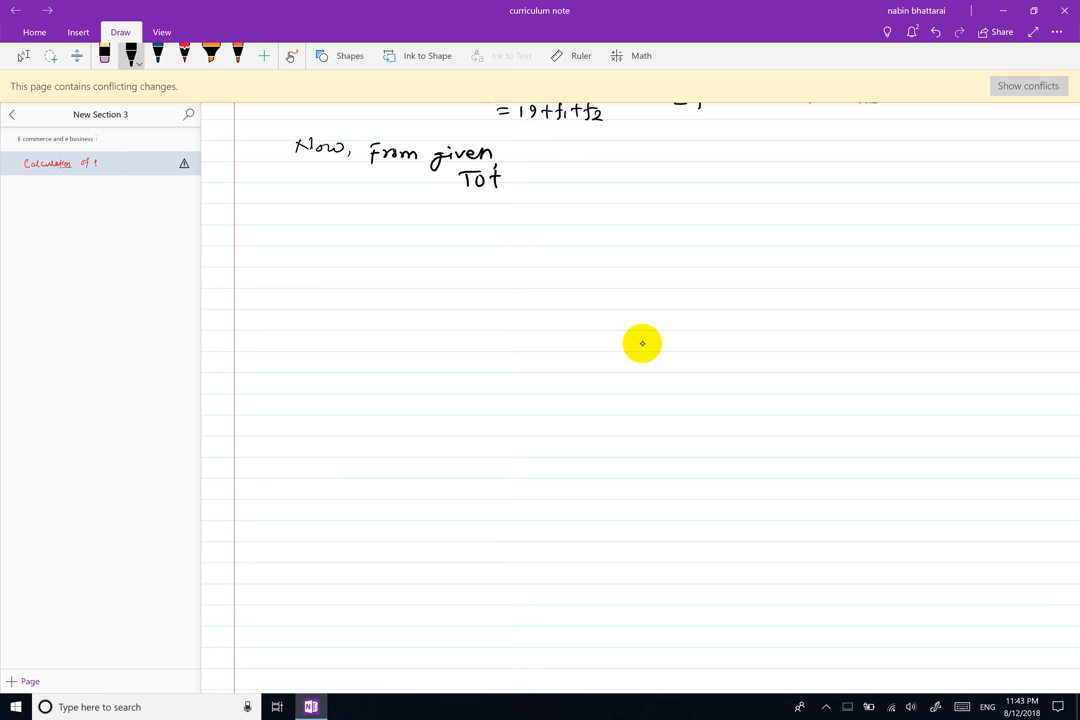 curriculum note
nabin bhattarai
Home Insert Draw View
2
Share
Shapes Ink to Shape Ink to Text Ruler Math
This page contains conflicting changes.
Show conflicts
New Section 3
E commerce and e business
Calculation of
= 19+f₁+f₂
Now, From given,
Tot
Page
Type here to search
ENG
11:43 PM
8/12/2018